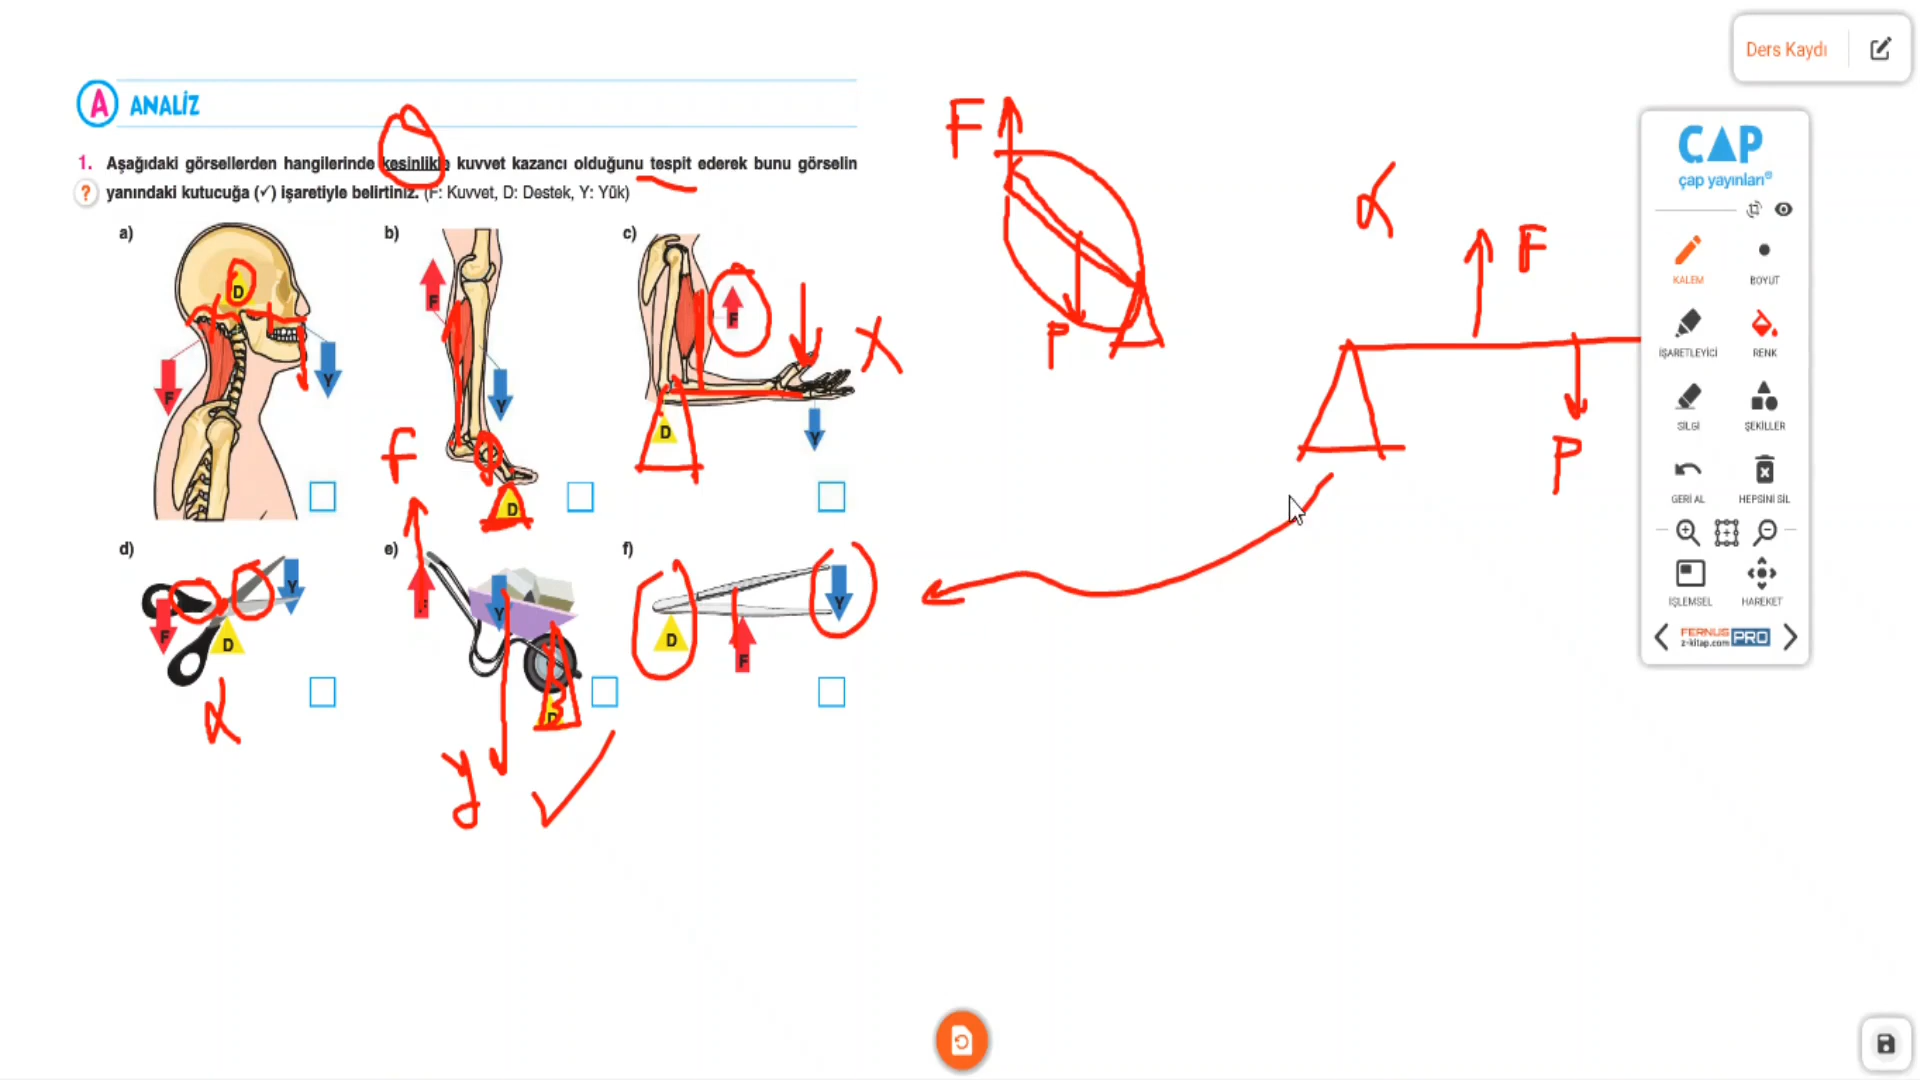 Ders Kaydı
A ANALİZ
1. Aşağıdaki görsellerden hangilerinde kesinlikle kuvvet kazancı olduğunu tespit ederek bunu görselin
? yanındaki kutucuğa (✓) işaretiyle belirtiniz. (F: Kuvvet, D: Destek, Y: Yük)
a)
D
F
Y
b)
F
Y
D
F
c)
F
D
Y
X
d)
F
D
Y
e)
F
Y
D
y
f)
D
F
Y
F
P
F
P
ÇAP
çap yayınları®
KALEM
BOYUT
İŞARETLEYİCİ
RENK
SİLGİ
ŞEKİLLER
GERİ AL
HEPSİNİ SİL
İŞLEMSEL
HAREKET
FERNUS PRO
z-kitap.com